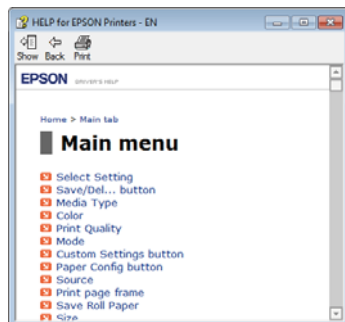 HELP for EPSON Printers - EN
Show Back Print
EPSON DRIVER'S HELP
Home > Main tab
Main menu
Select Setting
Save/Del... button
Media Type
Color
Print Quality
Mode
Custom Settings button
Paper Config button
Source
Print page frame
Save Roll Paper
Size